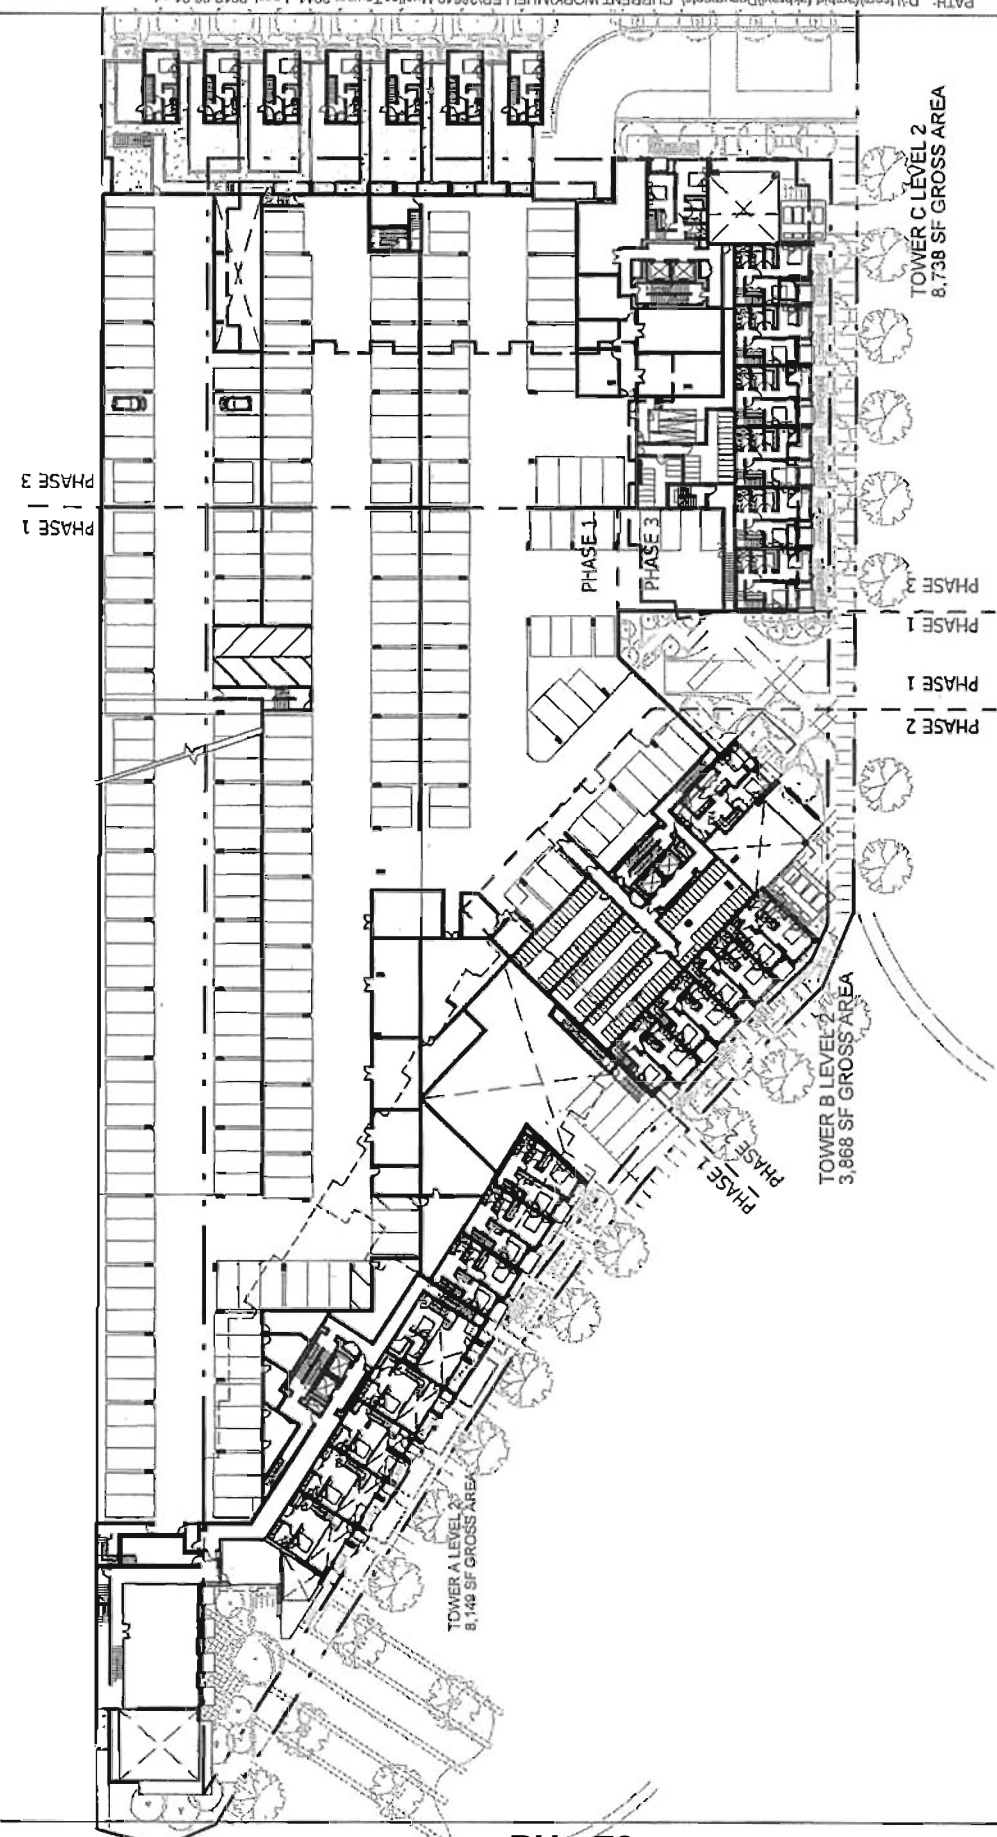 TOWER C LEVEL 2
8,738 SF GROSS AREA
PHASE 3
PHASE 1
PHASE 1
PHASE 3
PHASE 3
PHASE 1
PHASE 1
PHASE 2
TOWER B LEVEL 2
3,868 SF GROSS AREA
PHASE 2
PHASE 1
TOWER A LEVEL 2
8,149 SF GROSS AREA